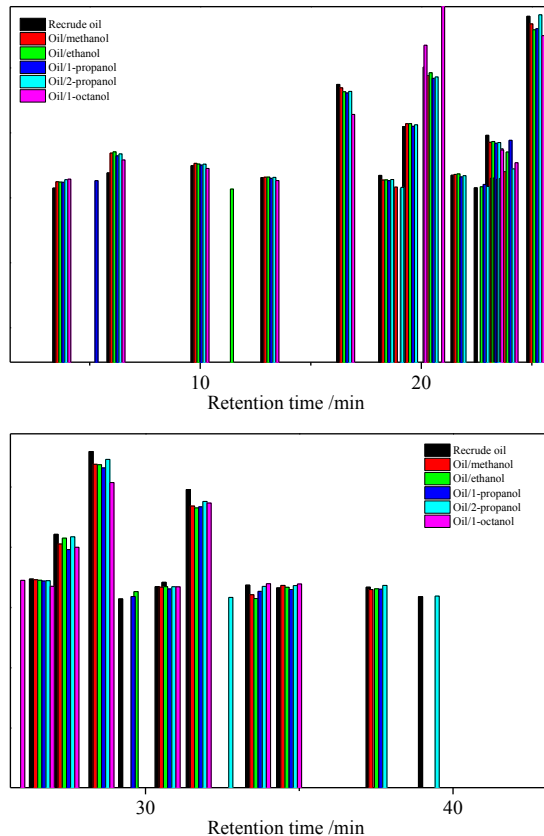 Recrude oil
Oil/methanol
Oil/ethanol
Oil/1-propanol
Oil/2-propanol
Oil/1-octanol
10 20
Retention time /min
Recrude oil
Oil/methanol
Oil/ethanol
Oil/1-propanol
Oil/2-propanol
Oil/1-octanol
30 40
Retention time /min